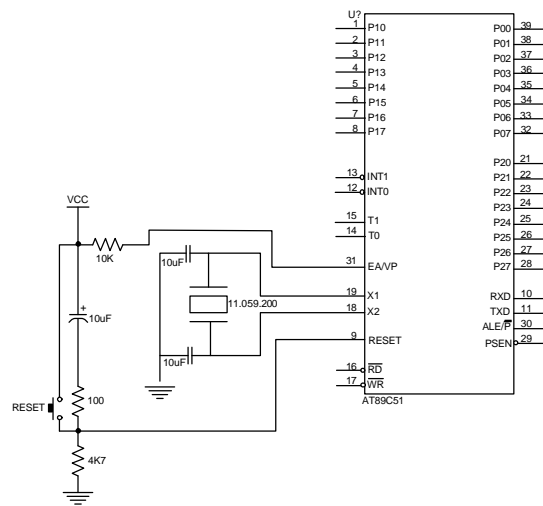 U?
1 P10 P00 39
2 P11 P01 38
3 P12 P02 37
4 P13 P03 36
5 P14 P04 35
6 P15 P05 34
7 P16 P06 33
8 P17 P07 32
P20 21
13 INT1 P21 22
12 INT0 P22 23
P23 24
15 T1 P24 25
14 T0 P25 26
P26 27
31 EA/VP P27 28
19 X1 RXD 10
18 X2 TXD 11
ALE/P 30
9 RESET PSEN 29
16 RD
17 WR
AT89C51
VCC
10K
10uF
11.059.200
10uF
10uF
100
RESET
4K7